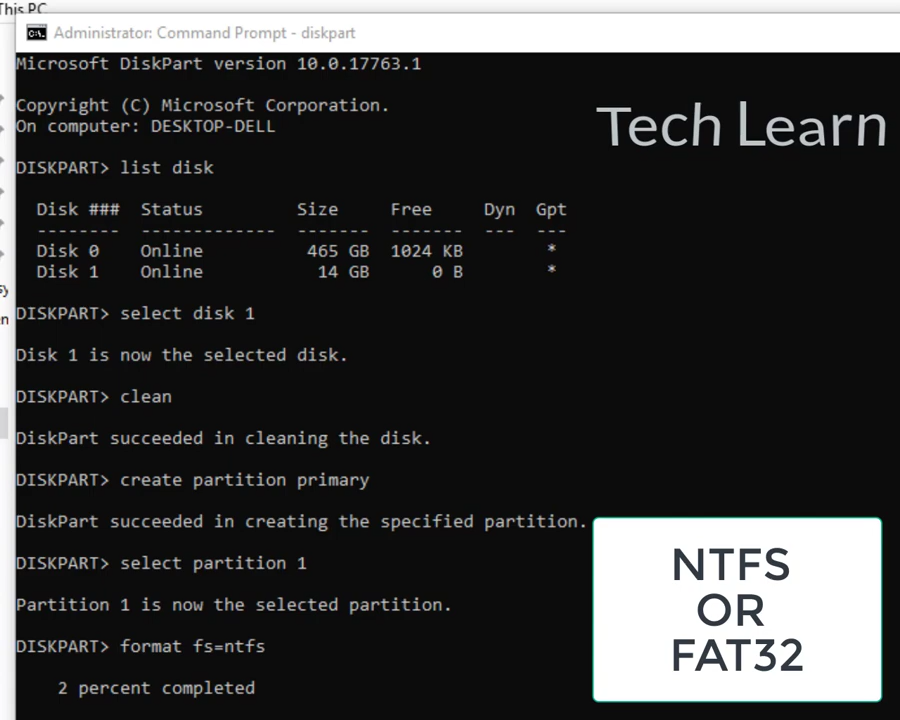 This PC
Administrator: Command Prompt - diskpart
Microsoft DiskPart version 10.0.17763.1
Copyright (C) Microsoft Corporation.
On computer: DESKTOP-DELL
Tech Learn
DISKPART> list disk
Disk ### Status Size Free Dyn Gpt
-------- ------------- ------- ------- --- ---
Disk 0 Online 465 GB 1024 KB *
Disk 1 Online 14 GB 0 B *
DISKPART> select disk 1
Disk 1 is now the selected disk.
DISKPART> clean
DiskPart succeeded in cleaning the disk.
DISKPART> create partition primary
DiskPart succeeded in creating the specified partition.
DISKPART> select partition 1
Partition 1 is now the selected partition.
DISKPART> format fs=ntfs
2 percent completed
NTFS
OR
FAT32